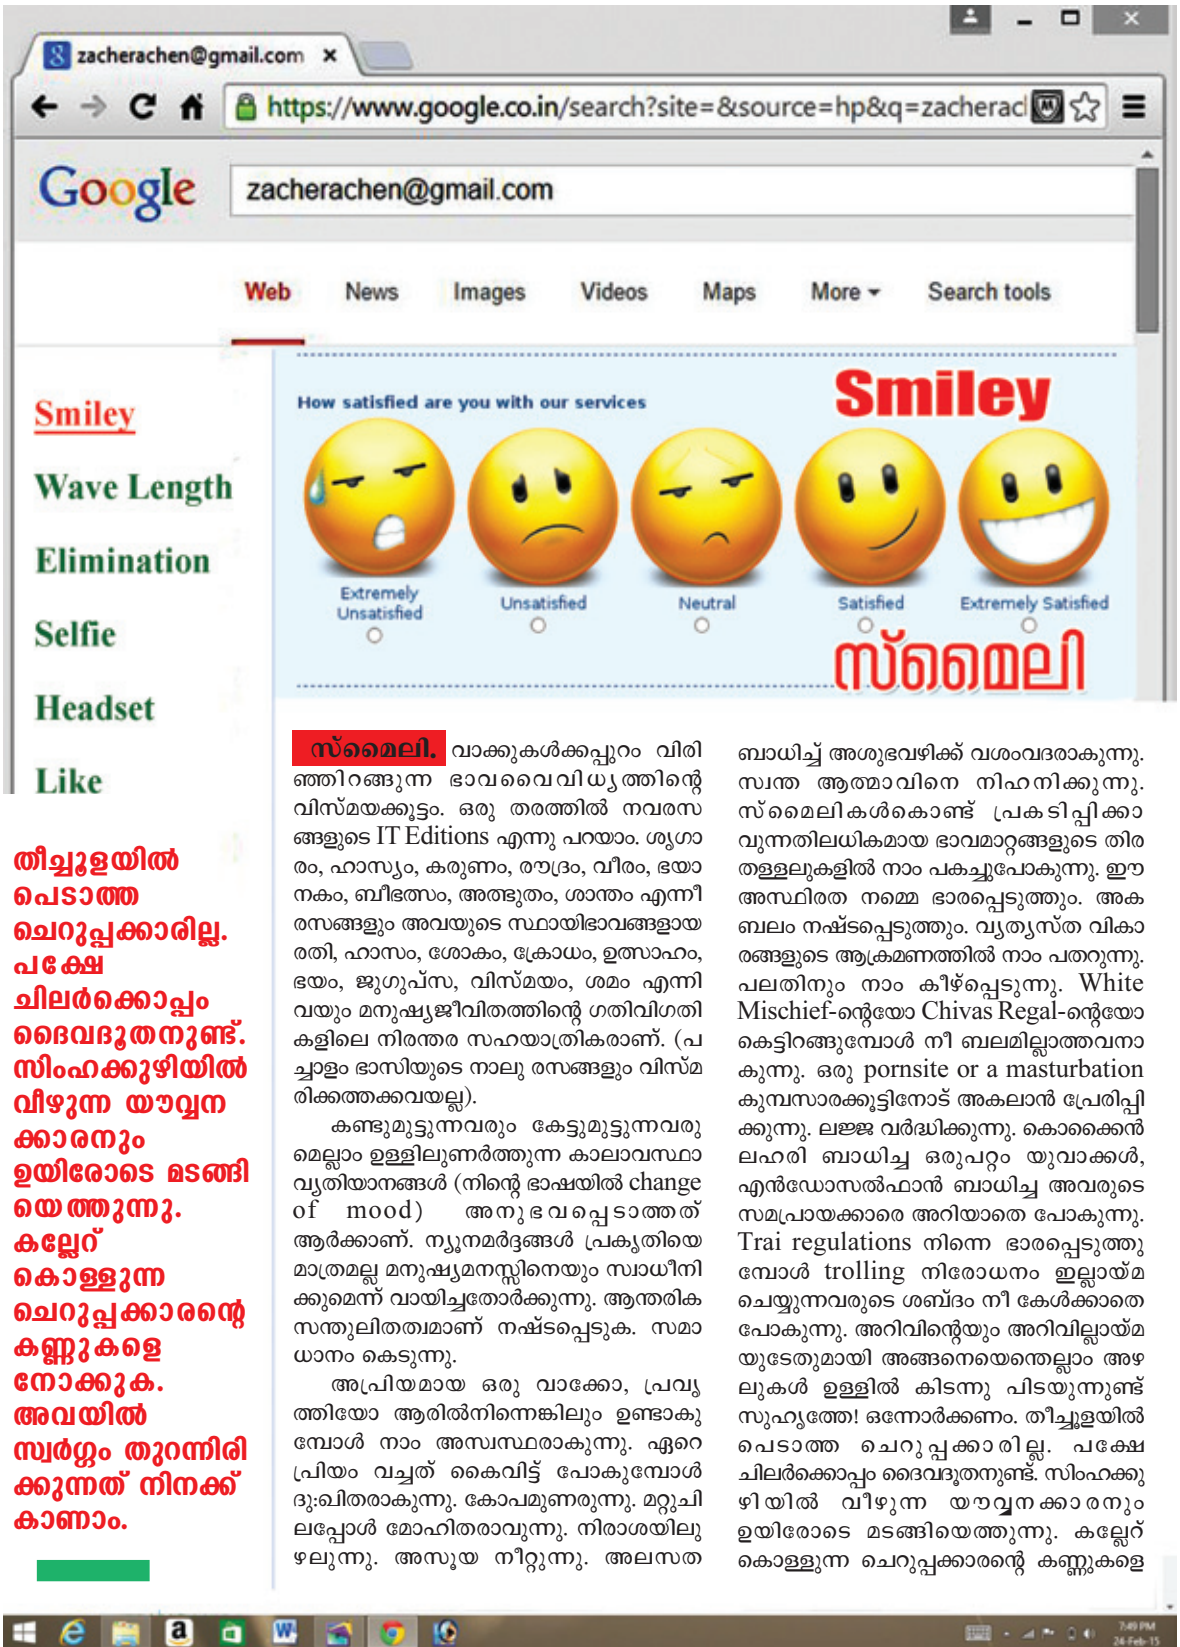 zacherachen@gmail.com
https://www.google.co.in/search?site=&source=hp&q=zacheracl
Google
zacherachen@gmail.com
Web News Images Videos Maps More Search tools
Smiley
Wave Length
Elimination
Selfie
Headset
Like
Smiley
How satisfied are you with our services
Extremely Unsatisfied
Unsatisfied
Neutral
Satisfied
Extremely Satisfied
സ്മൈലി
തീച്ചൂളയിൽ
പെടാത്ത
ചെറുപ്പക്കാരില്ല.
പക്ഷേ
ചിലർക്കൊപ്പം
ദൈവദൂതനുണ്ട്.
സിംഹക്കുഴിയിൽ
വീഴുന്ന യൗവ്വന
ക്കാരനും
ഉയിരോടെ മടങ്ങി
യെത്തുന്നു.
കല്ലേറ്
കൊള്ളുന്ന
ചെറുപ്പക്കാരന്റെ
കണ്ണുകളെ
നോക്കുക.
അവയിൽ
സ്വർഗ്ഗം തുറന്നിരി
ക്കുന്നത് നിനക്ക്
കാണാം.
സ്മൈലി. വാക്കുകൾക്കപ്പുറം വിരി
ഞ്ഞിറങ്ങുന്ന ഭാവവൈവിധ്യത്തിന്റെ
വിസ്മയക്കൂട്ടം. ഒരു തരത്തിൽ നവരസ
ങ്ങളുടെ IT Editions എന്നു പറയാം. ശൃഗാ
രം, ഹാസ്യം, കരുണം, രൗദ്രം, വീരം, ഭയാ
നകം, ബീഭത്സം, അത്ഭുതം, ശാന്തം എന്നീ
രസങ്ങളും അവയുടെ സ്ഥായിഭാവങ്ങളായ
രതി, ഹാസം, ശോകം, ക്രോധം, ഉത്സാഹം,
ഭയം, ജുഗുപ്സ, വിസ്മയം, ശമം എന്നി
വയും മനുഷ്യജീവിതത്തിന്റെ ഗതിവിഗതി
കളിലെ നിരന്തര സഹയാത്രികരാണ്. (പ
ച്ചാളം ഭാസിയുടെ നാലു രസങ്ങളും വിസ്മ
രിക്കത്തക്കവയല്ല).
കണ്ടുമുട്ടുന്നവരും കേട്ടുമുട്ടുന്നവരു
മെല്ലാം ഉള്ളിലുണർത്തുന്ന കാലാവസ്ഥാ
വ്യതിയാനങ്ങൾ (നിന്റെ ഭാഷയിൽ change
of mood) അനുഭവപ്പെടാത്തത്
ആർക്കാണ്. ന്യൂനമർദ്ദങ്ങൾ പ്രകൃതിയെ
മാത്രമല്ല മനുഷ്യമനസ്സിനെയും സ്വാധീനി
ക്കുമെന്ന് വായിച്ചതോർക്കുന്നു. ആന്തരിക
സന്തുലിതത്വമാണ് നഷ്ടപ്പെടുക. സമാ
ധാനം കെടുന്നു.
അപ്രിയമായ ഒരു വാക്കോ, പ്രവൃ
ത്തിയോ ആരിൽനിന്നെങ്കിലും ഉണ്ടാകു
മ്പോൾ നാം അസ്വസ്ഥരാകുന്നു. ഏറെ
പ്രിയം വച്ചത് കൈവിട്ട് പോകുമ്പോൾ
ദു:ഖിതരാകുന്നു. കോപമുണരുന്നു. മറ്റുചി
ലപ്പോൾ മോഹിതരാവുന്നു. നിരാശയിലു
ഴലുന്നു. അസൂയ നീറ്റുന്നു. അലസത
ബാധിച്ച് അശുഭവഴിക്ക് വശംവദരാകുന്നു.
സ്വന്ത ആത്മാവിനെ നിഹനിക്കുന്നു.
സ്മൈലികൾകൊണ്ട് പ്രകടിപ്പിക്കാ
വുന്നതിലധികമായ ഭാവമാറ്റങ്ങളുടെ തിര
തള്ളലുകളിൽ നാം പകച്ചുപോകുന്നു. ഈ
അസ്ഥിരത നമ്മെ ഭാരപ്പെടുത്തും. അക
ബലം നഷ്ടപ്പെടുത്തും. വ്യത്യസ്ത വികാ
രങ്ങളുടെ ആക്രമണത്തിൽ നാം പതറുന്നു.
പലതിനും നാം കീഴ്പ്പെടുന്നു. White
Mischief-ന്റെയോ Chivas Regal-ന്റെയോ
കെട്ടിറങ്ങുമ്പോൾ നീ ബലമില്ലാത്തവനാ
കുന്നു. ഒരു pornsite or a masturbation
കുമ്പസാരക്കൂട്ടിനോട് അകലാൻ പ്രേരിപ്പി
ക്കുന്നു. ലജ്ജ വർദ്ധിക്കുന്നു. കൊക്കൈൻ
ലഹരി ബാധിച്ച ഒരുപറ്റം യുവാക്കൾ,
എൻഡോസൽഫാൻ ബാധിച്ച അവരുടെ
സമപ്രായക്കാരെ അറിയാതെ പോകുന്നു.
Trai regulations നിന്നെ ഭാരപ്പെടുത്തു
മ്പോൾ trolling നിരോധനം ഇല്ലായ്മ
ചെയ്യുന്നവരുടെ ശബ്ദം നീ കേൾക്കാതെ
പോകുന്നു. അറിവിന്റെയും അറിവില്ലായ്മ
യുടേതുമായി അങ്ങനെയെന്തെല്ലാം അഴ
ലുകൾ ഉള്ളിൽ കിടന്നു പിടയുന്നുണ്ട്
സുഹൃത്തേ! ഒന്നോർക്കണം. തീച്ചൂളയിൽ
പെടാത്ത ചെറുപ്പക്കാരില്ല. പക്ഷേ
ചിലർക്കൊപ്പം ദൈവദൂതനുണ്ട്. സിംഹക്കു
ഴിയിൽ വീഴുന്ന യൗവ്വനക്കാരനും
ഉയിരോടെ മടങ്ങിയെത്തുന്നു. കല്ലേറ്
കൊള്ളുന്ന ചെറുപ്പക്കാരന്റെ കണ്ണുകളെ
7:49 PM
24-Feb-15